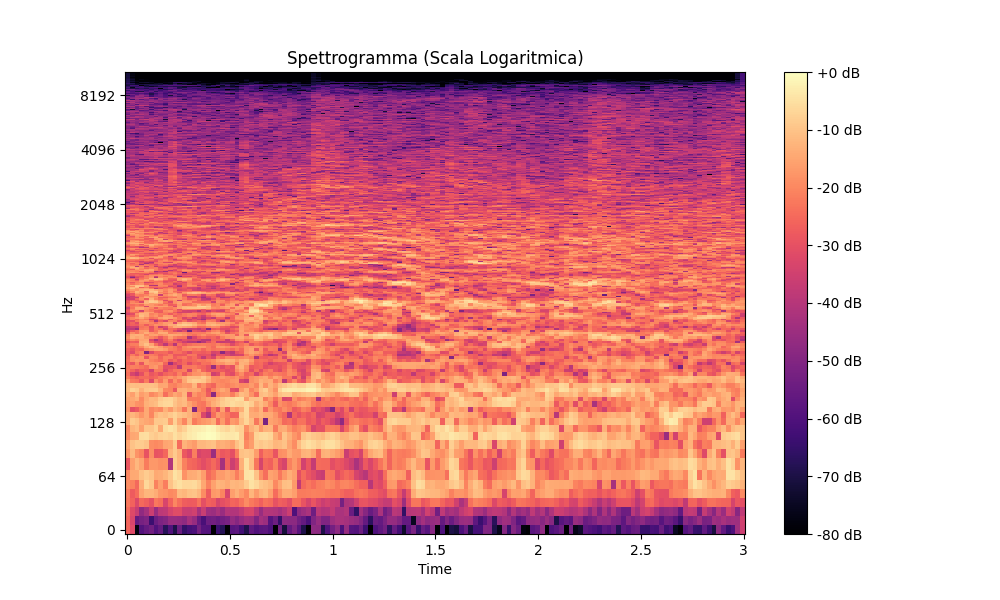 Spettrogramma (Scala Logaritmica)
Hz
8192
4096
2048
1024
512
256
128
64
0
0
0.5
1
1.5
2
2.5
3
Time
+0 dB
-10 dB
-20 dB
-30 dB
-40 dB
-50 dB
-60 dB
-70 dB
-80 dB